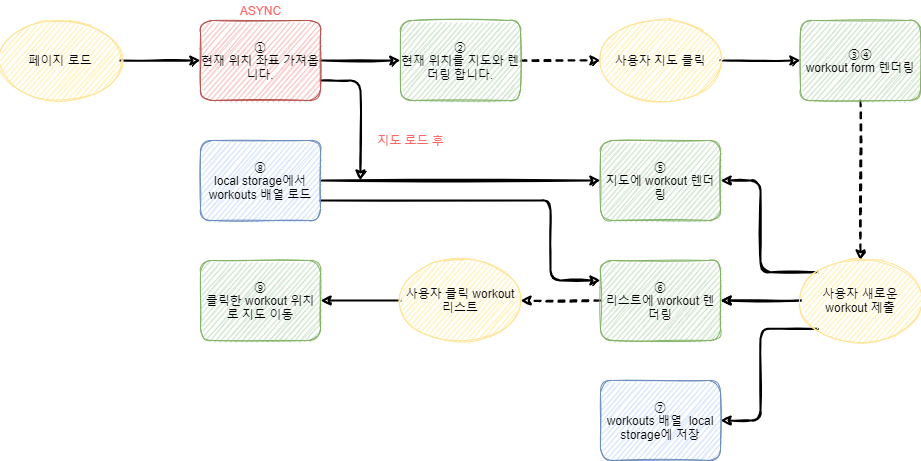 ASYNC
페이지 로드
①
현재 위치 좌표 가져옵
니다.
②
현재 위치를 지도와 렌
더링 합니다.
사용자 지도 클릭
③④
workout form 렌더링
지도 로드 후
⑧
local storage에서
workouts 배열 로드
⑤
지도에 workout 렌더
링
⑨
클릭한 workout 위치
로 지도 이동
사용자 클릭 workout
리스트
⑥
리스트에 workout 렌
더링
사용자 새로운
workout 제출
⑦
workouts 배열 local
storage에 저장